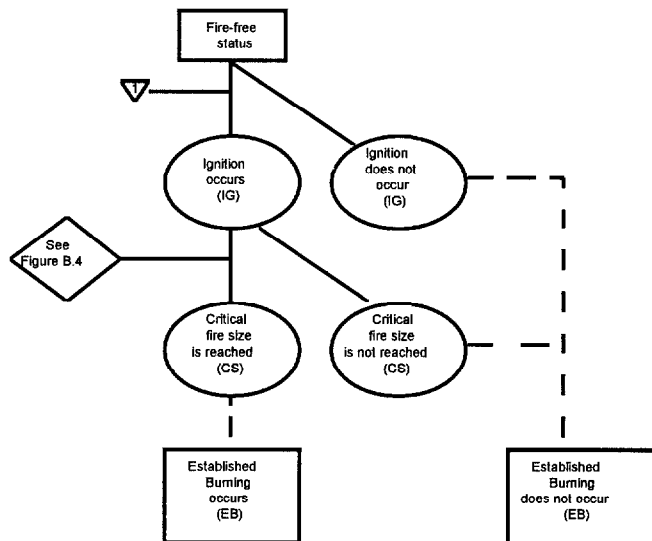 Fire-free
status
1
Ignition
occurs
(IG)
Ignition
does not
occur
(IG)
See
Figure B.4
Critical
fire size
is reached
(CS)
Critical
fire size
is not reached
(CS)
Established
Burning
occurs
(EB)
Established
Burning
does not occur
(EB)